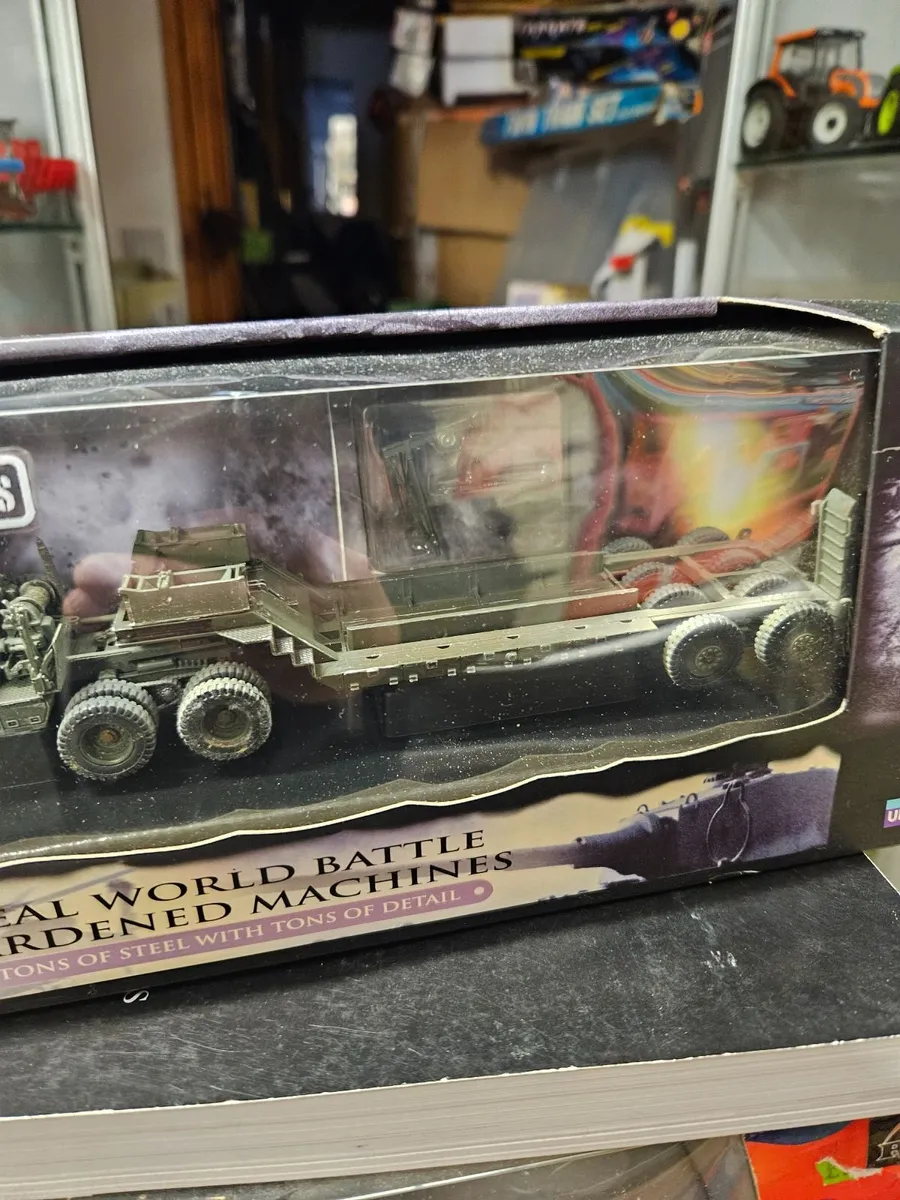 S
EAL WORLD BATTLE
ARDENED MACHINES
TONS OF STEEL WITH TONS OF DETAIL
S